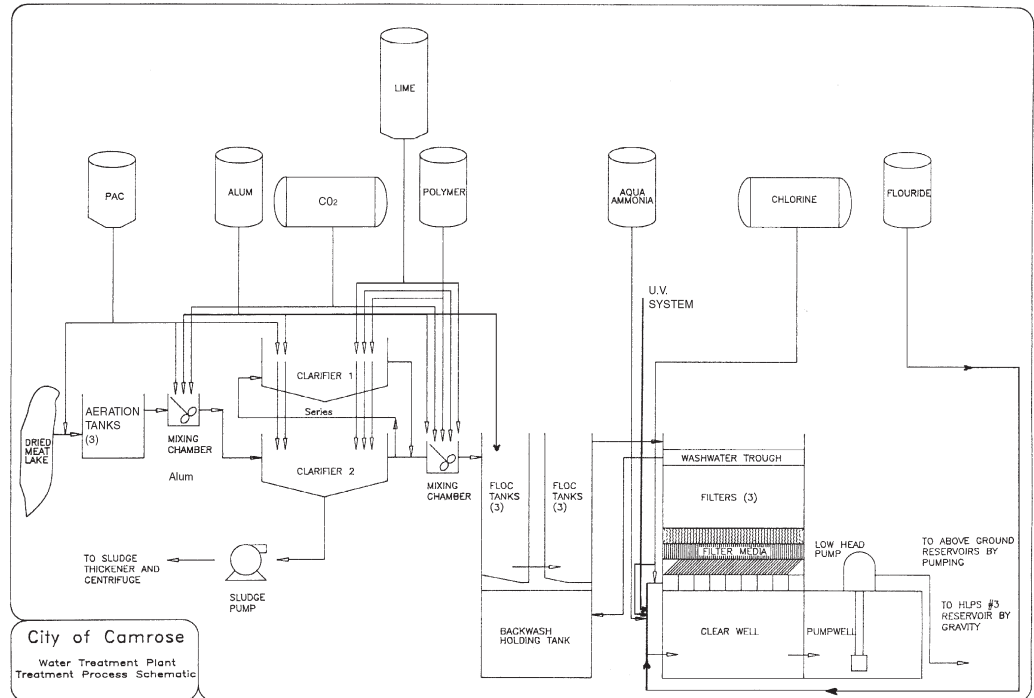 LIME
PAC
ALUM
CO2
POLYMER
AQUA
AMMONIA
CHLORINE
FLOURIDE
U.V.
SYSTEM
CLARIFIER 1
Series
DRIED
MEAT
LAKE
AERATION
TANKS
(3)
MIXING
CHAMBER
Alum
CLARIFIER 2
MIXING
CHAMBER
FLOC
TANKS
(3)
FLOC
TANKS
(3)
WASHWATER TROUGH
FILTERS (3)
FILTER MEDIA
LOW HEAD
PUMP
TO ABOVE GROUND
RESERVOIRS BY
PUMPING
TO SLUDGE
THICKENER AND
CENTRIFUGE
SLUDGE
PUMP
TO HLPS #3
RESERVOIR BY
GRAVITY
BACKWASH
HOLDING TANK
CLEAR WELL
PUMPWELL
City of Camrose
Water Treatment Plant
Treatment Process Schematic